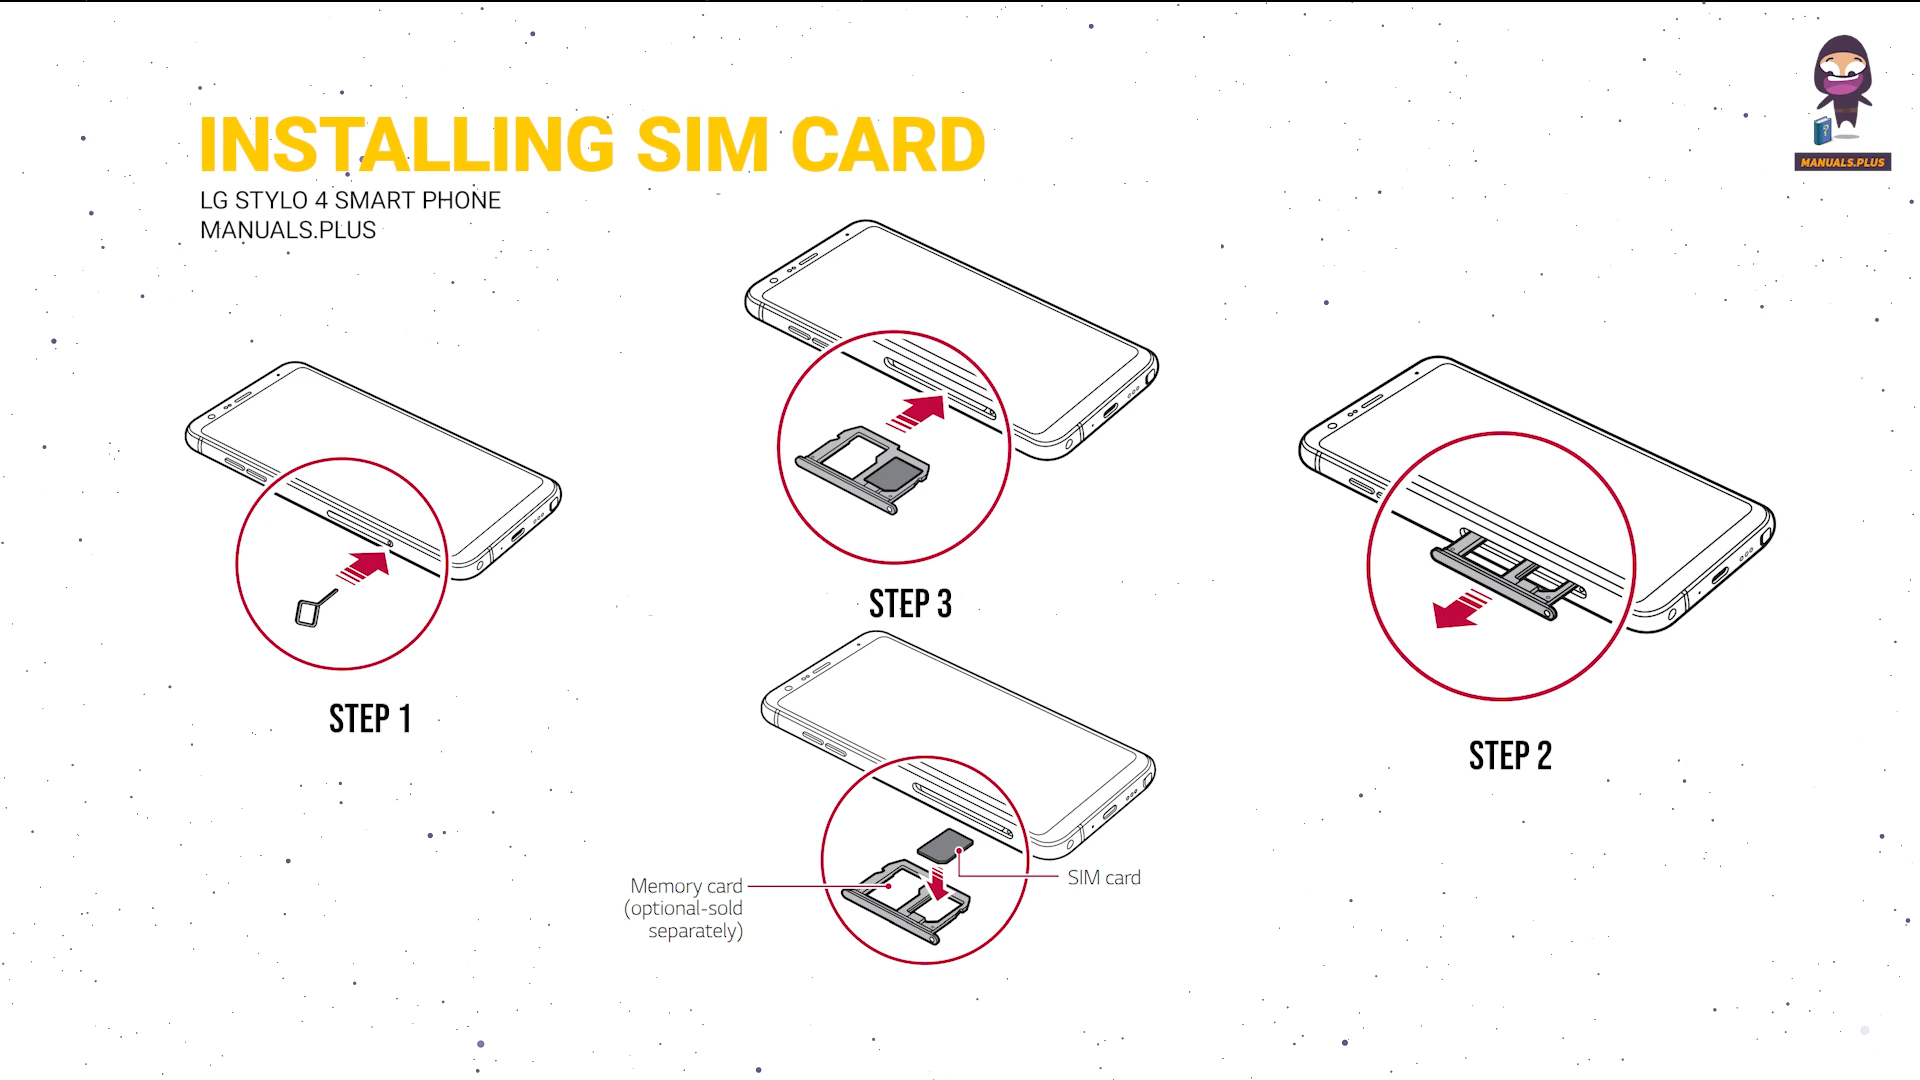 INSTALLING SIM CARD
LG STYLO 4 SMART PHONE
MANUALS.PLUS
MANUALS.PLUS
STEP 1
STEP 3
STEP 2
Memory card
(optional-sold
separately)
SIM card